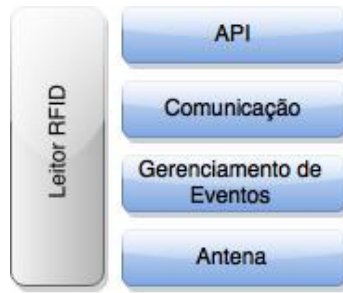 Leitor RFID
API
Comunicação
Gerenciamento de
Eventos
Antena